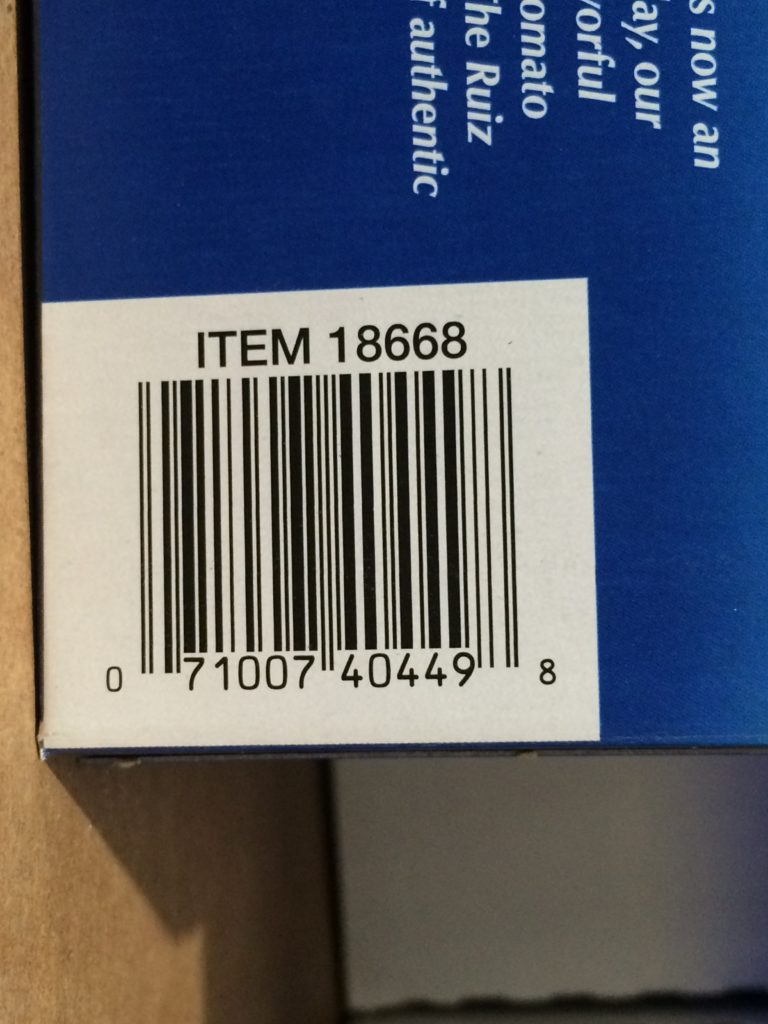 s now an
ay, our
vorful
omato
he Ruiz
f authentic
ITEM 18668
0 71007 40449 8